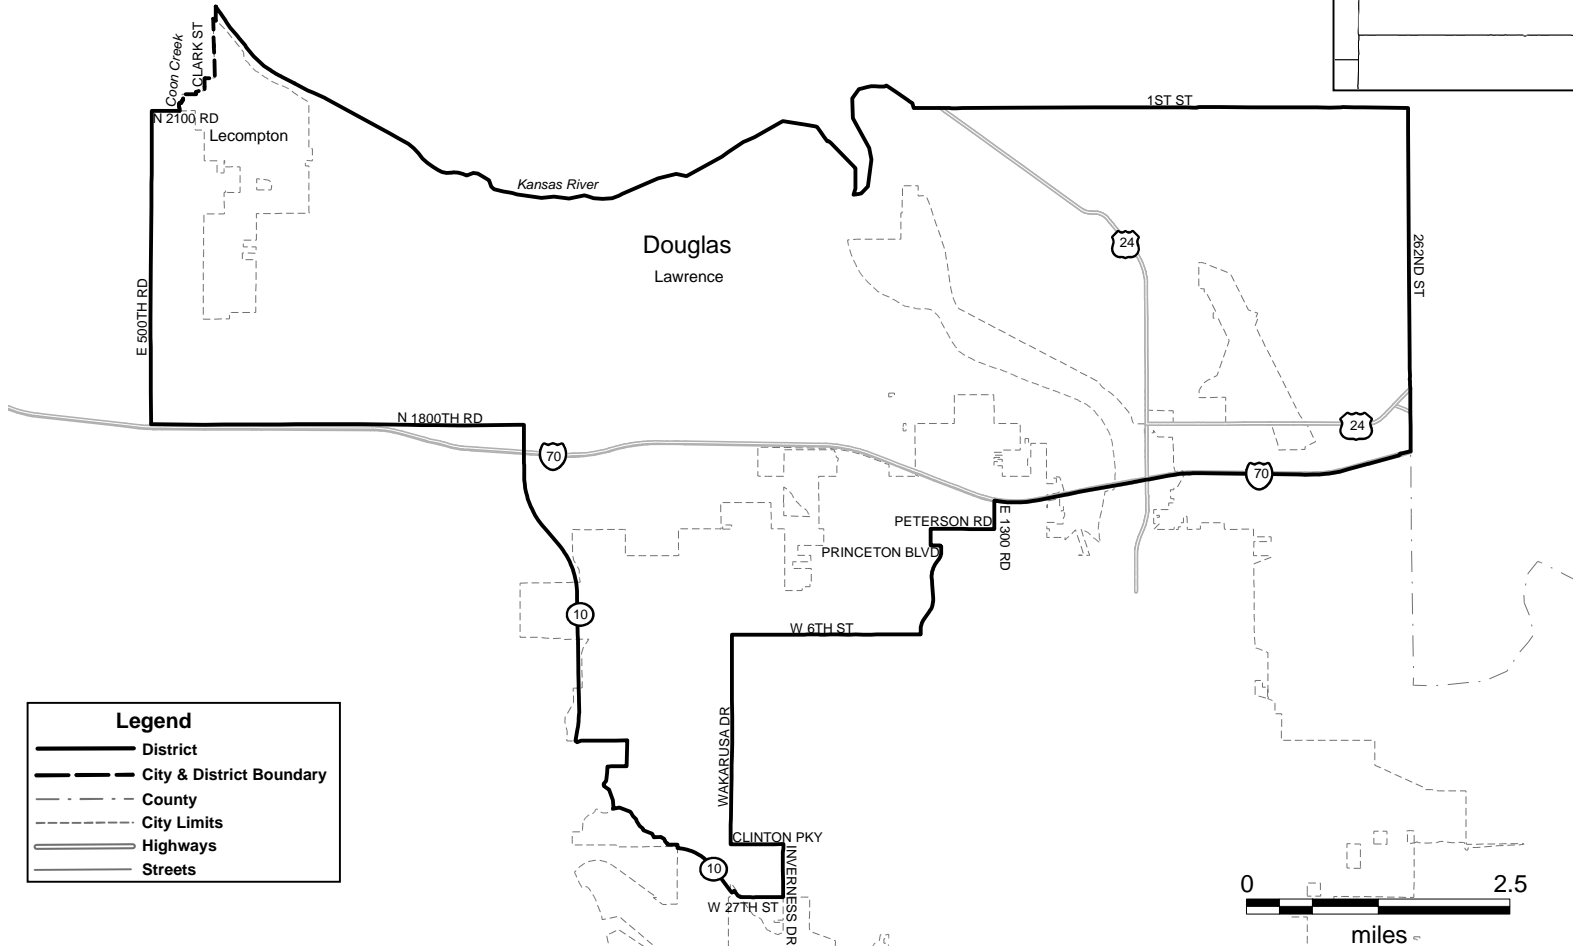 CLARK ST
Coon Creek
N 2100 RD
Lecompton
1ST ST
Kansas River
Douglas
Lawrence
24
262ND ST
E 500TH RD
N 1800TH RD
24
70
70
PETERSON RD
E 1300 RD
PRINCETON BLVD
10
W 6TH ST
WAKARUSA DR
CLINTON PKY
INVERNESS DR
10
W 27TH ST
Legend
District
City & District Boundary
County
City Limits
Highways
Streets
0 2.5
miles